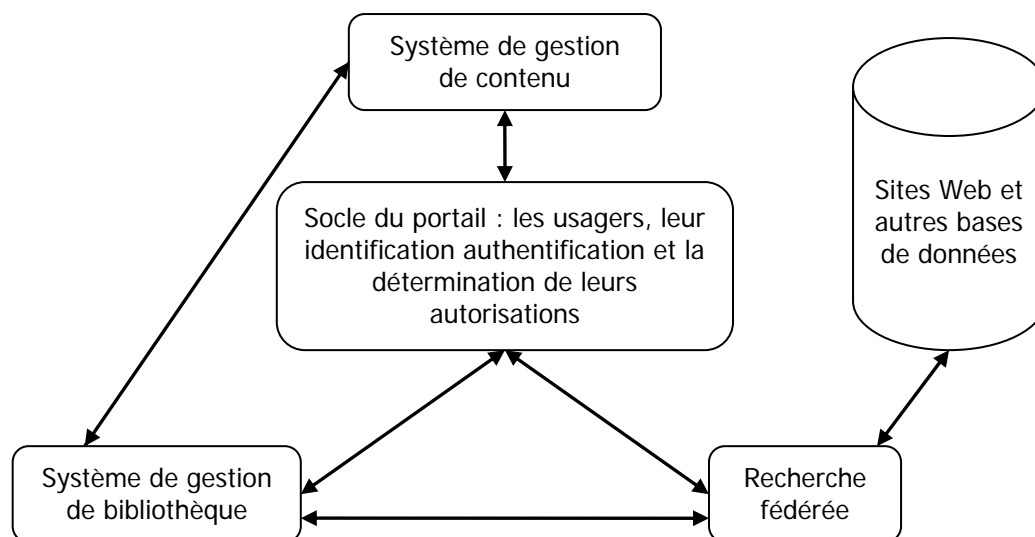 Système de gestion
de contenu
Socle du portail : les usagers, leur
identification authentification et la
détermination de leurs
autorisations
Sites Web et
autres bases
de données
Système de gestion
de bibliothèque
Recherche
fédérée